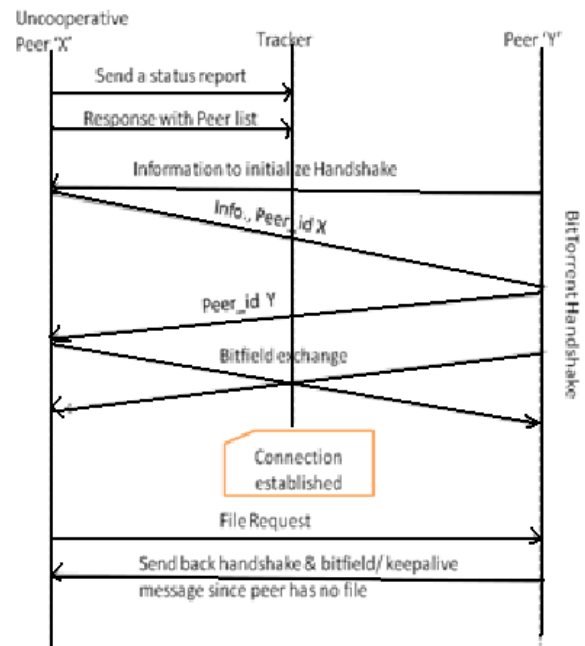 Uncooperative
Peer 'X'
Tracker
Peer 'Y'
Send a status report
Response with Peer list
Information to initialize Handshake
Info., Peer_id X
Peer_id Y
Bitfield exchange
BitTorrent Handshake
Connection
established
File Request
Send back handshake & bitfield/ keepalive
message since peer has no file